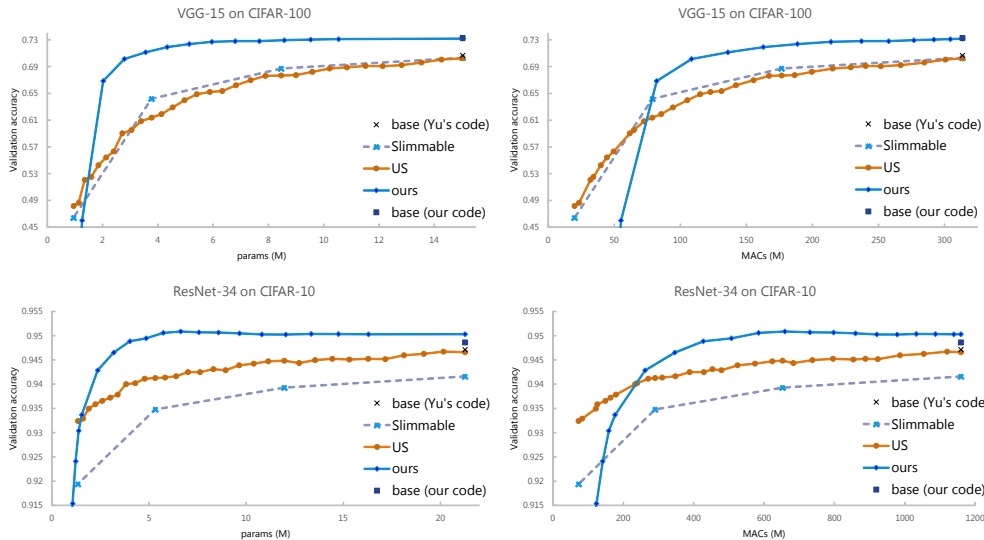 VGG-15 on CIFAR-100
Validation accuracy
0.73
0.69
0.65
0.61
0.57
0.53
0.49
0.45
0 2 4 6 8 10 12 14
params (M)
base (Yu's code)
Slimmable
US
ours
base (our code)
VGG-15 on CIFAR-100
Validation accuracy
0.73
0.69
0.65
0.61
0.57
0.53
0.49
0.45
0 50 100 150 200 250 300
MACs (M)
base (Yu's code)
Slimmable
US
ours
base (our code)
ResNet-34 on CIFAR-10
Validation accuracy
0.955
0.95
0.945
0.94
0.935
0.93
0.925
0.92
0.915
0 5 10 15 20
params (M)
base (Yu's code)
Slimmable
US
ours
base (our code)
ResNet-34 on CIFAR-10
Validation accuracy
0.955
0.95
0.945
0.94
0.935
0.93
0.925
0.92
0.915
0 200 400 600 800 1000 1200
MACs (M)
base (Yu's code)
Slimmable
US
ours
base (our code)